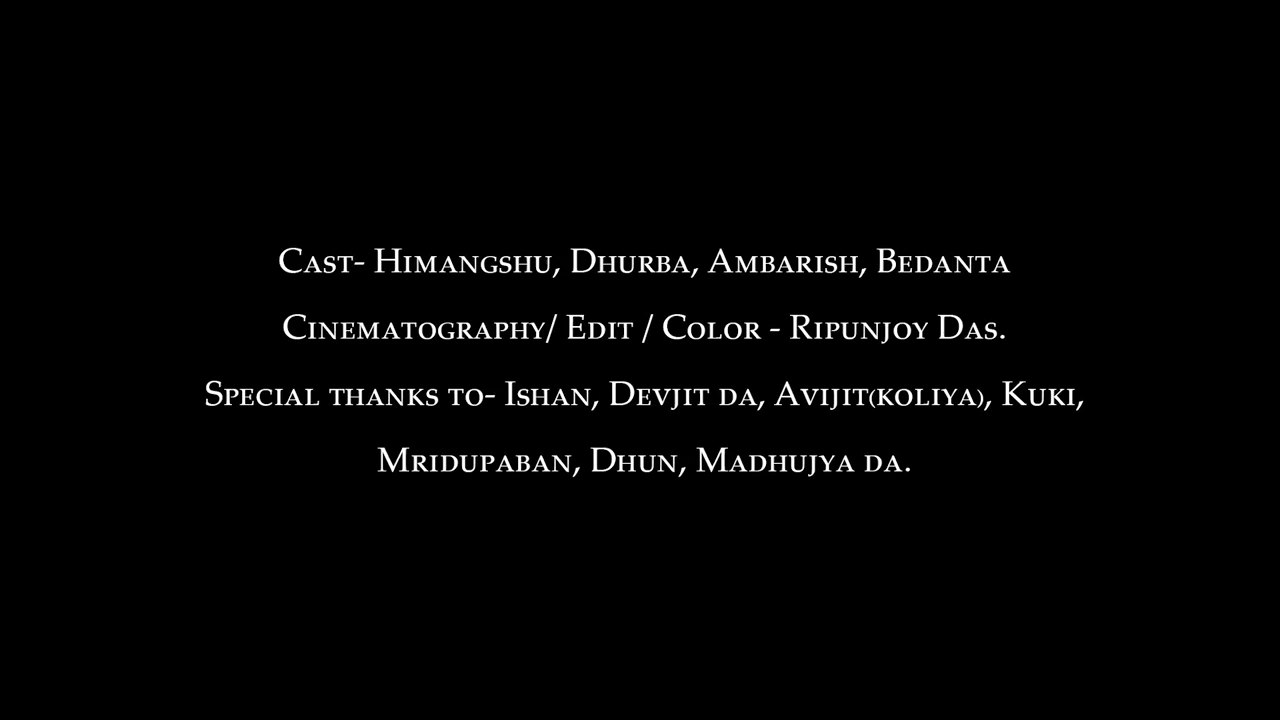 Cast- Himangshu, Dhurba, Ambarish, Bedanta
Cinematography/ Edit / Color - Ripunjoy Das.
Special thanks to- Ishan, Devjit da, Avijit(koliya), Kuki,
Mridupaban, Dhun, Madhujya da.